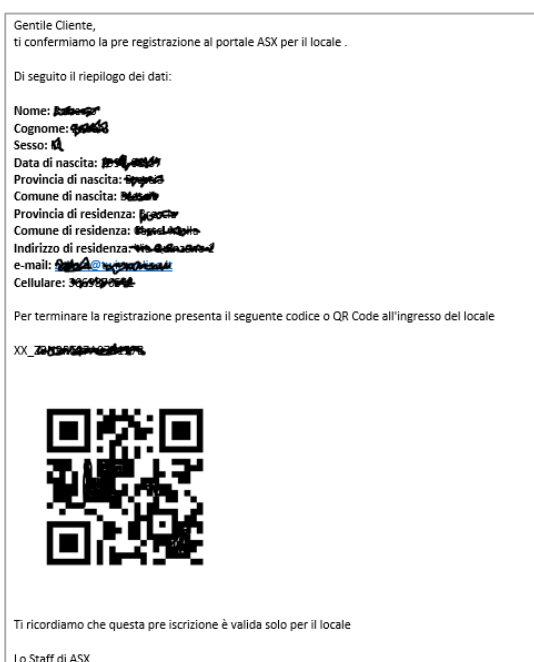 Gentile Cliente,
ti confermiamo la pre registrazione al portale ASX per il locale .
Di seguito il riepilogo dei dati:
Nome:
Cognome:
Sesso:
Data di nascita:
Provincia di nascita:
Comune di nascita:
Provincia di residenza:
Comune di residenza:
Indirizzo di residenza:
e-mail:
Cellulare:
Per terminare la registrazione presenta il seguente codice o QR Code all'ingresso del locale
XX_
Ti ricordiamo che questa pre iscrizione è valida solo per il locale
Lo Staff di ASX